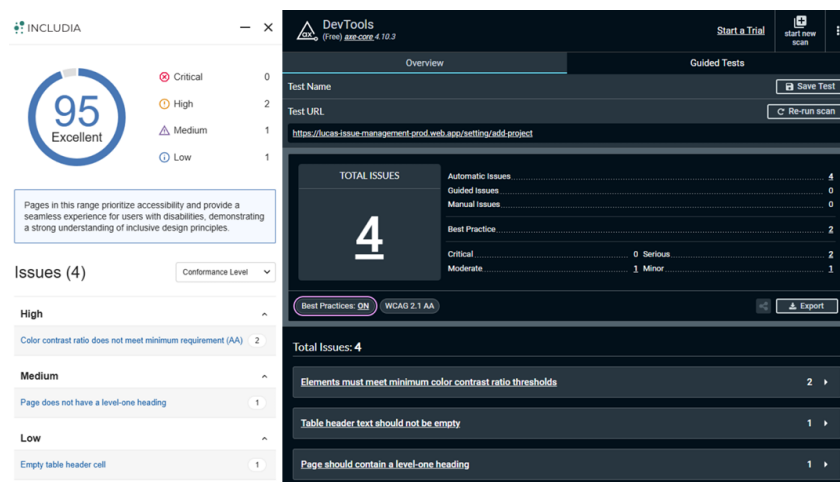 INCLUDIA
95
Excellent
Critical 0
High 2
Medium 1
Low 1
Pages in this range prioritize accessibility and provide a
seamless experience for users with disabilities, demonstrating
a strong understanding of inclusive design principles.
Issues (4)
Conformance Level
High
Color contrast ratio does not meet minimum requirement (AA) 2
Medium
Page does not have a level-one heading 1
Low
Empty table header cell 1
ax
DevTools
(Free) axe-core 4.10.3
Start a Trial
start new
scan
Overview
Guided Tests
Test Name
Save Test
Test URL
Re-run scan
https://lucas-issue-management-prod.web.app/setting/add-project
TOTAL ISSUES
4
Automatic Issues 4
Guided Issues 0
Manual Issues 0
Best Practice 2
Critical 0 Serious 2
Moderate 1 Minor 1
Best Practices: ON
WCAG 2.1 AA
Export
Total Issues: 4
Elements must meet minimum color contrast ratio thresholds 2
Table header text should not be empty 1
Page should contain a level-one heading 1